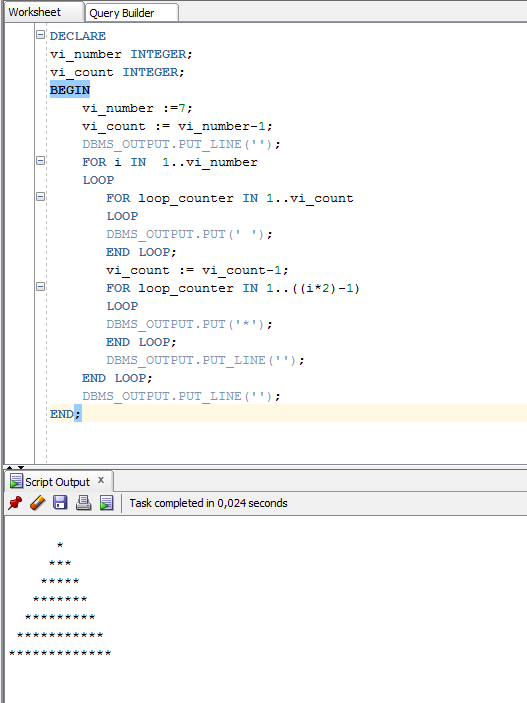 Worksheet Query Builder
DECLARE
vi_number INTEGER;
vi_count INTEGER;
BEGIN
    vi_number :=7;
    vi_count := vi_number-1;
    DBMS_OUTPUT.PUT_LINE('');
    FOR i IN  1..vi_number
    LOOP
       FOR loop_counter IN 1..vi_count
       LOOP
       DBMS_OUTPUT.PUT(' ');
       END LOOP;
       vi_count := vi_count-1;
       FOR loop_counter IN 1..((i*2)-1)
       LOOP
       DBMS_OUTPUT.PUT('*');
       END LOOP;
       DBMS_OUTPUT.PUT_LINE('');
    END LOOP;
    DBMS_OUTPUT.PUT_LINE('');
END;
Script Output x
Task completed in 0,024 seconds
      *
     ***
    *****
   *******
  *********
 ***********
*************